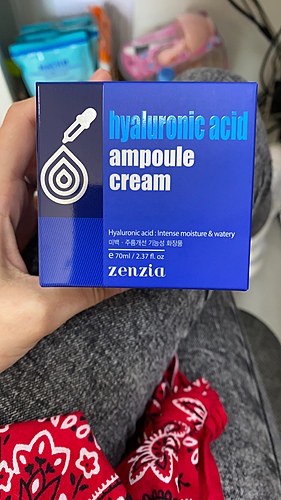 hyaluronic acid
ampoule
cream
Hyaluronic acid : Intense moisture & watery
미백 · 주름개선 기능성 화장품
e 70ml / 2.37 fl. oz
zenzia